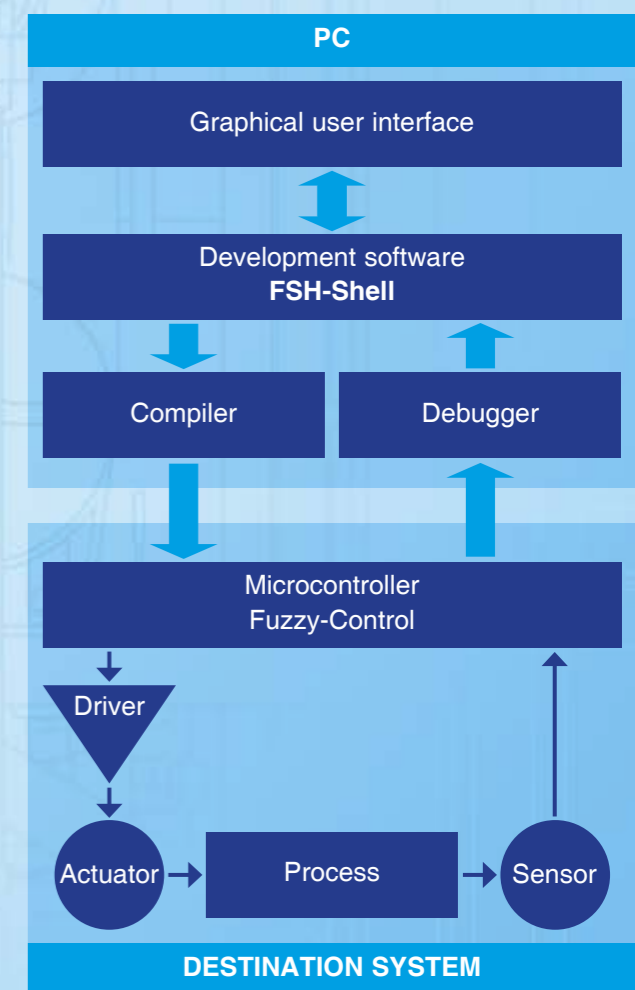 PC
Graphical user interface
Development software
FSH-Shell
Compiler
Debugger
Microcontroller
Fuzzy-Control
Driver
Actuator
Process
Sensor
DESTINATION SYSTEM